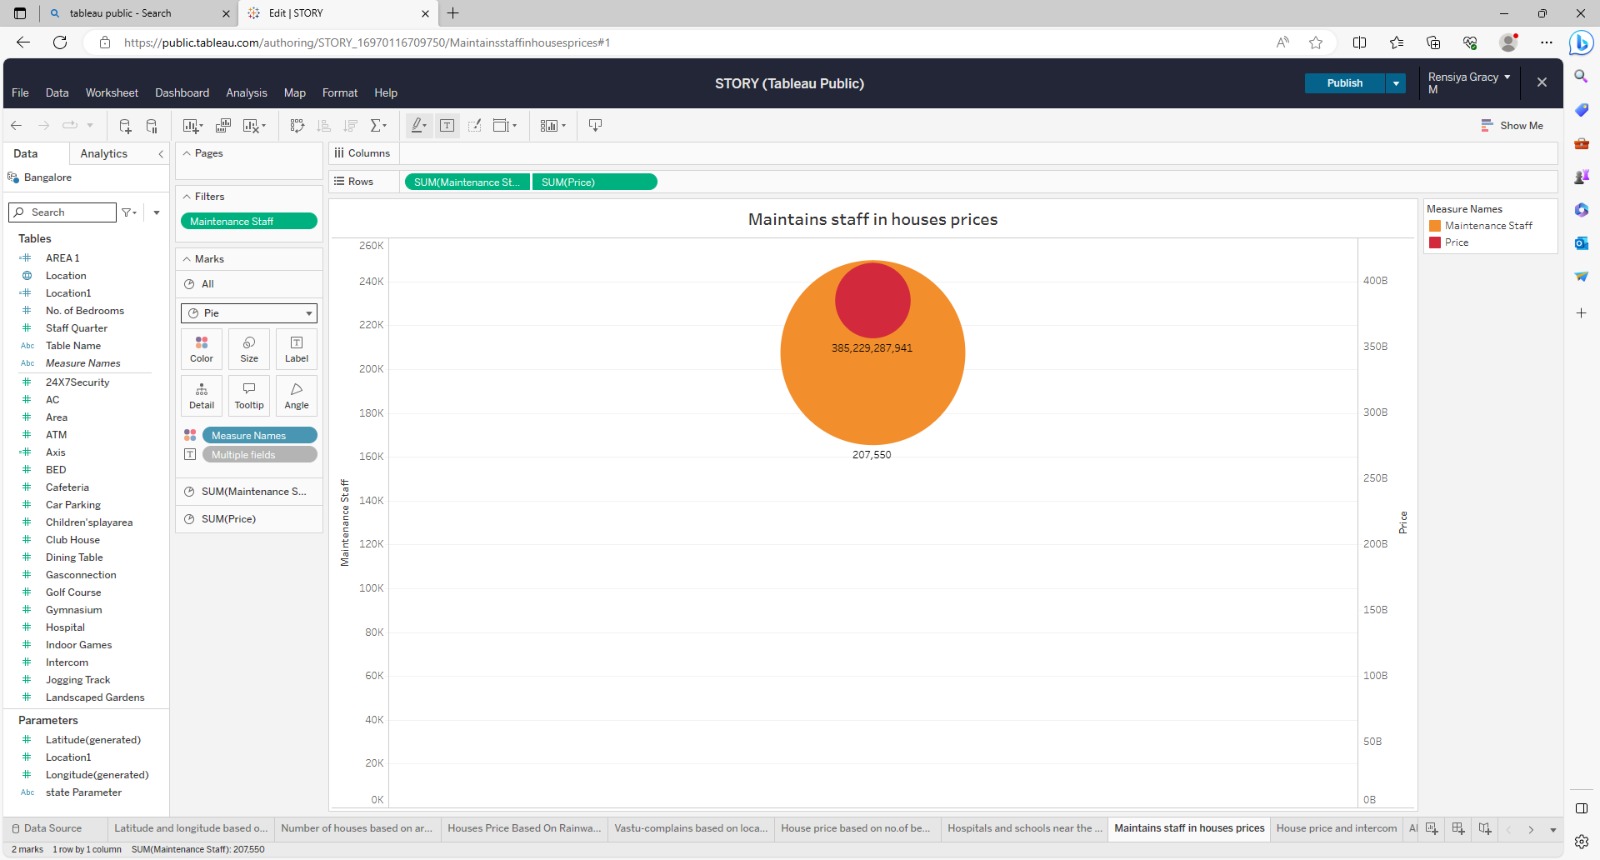 tableau public - Search
Edit | STORY
https://public.tableau.com/authoring/STORY_16970116709750/Maintainsstaffinhousesprices#1
STORY (Tableau Public)
Publish
Rensiya Gracy M
File Data Worksheet Dashboard Analysis Map Format Help
Show Me
Data Analytics
Bangalore
Search
Tables
AREA 1
Location
Location1
No. of Bedrooms
Staff Quarter
Abc Table Name
Abc Measure Names
24X7Security
AC
Area
ATM
Axis
BED
Cafeteria
Car Parking
Children'splayarea
Club House
Dining Table
Gasconnection
Golf Course
Gymnasium
Hospital
Indoor Games
Intercom
Jogging Track
Landscaped Gardens
Parameters
Latitude(generated)
Location1
Longitude(generated)
Abc state Parameter
Pages
Filters
Maintenance Staff
Marks
All
Pie
Color Size Label
Detail Tooltip Angle
Measure Names
Multiple fields
SUM(Maintenance S...
SUM(Price)
Columns
Rows SUM(Maintenance St... SUM(Price)
Maintains staff in houses prices
Maintenance Staff
260K
240K
220K
200K
180K
160K
140K
120K
100K
80K
60K
40K
20K
0K
385,229,287,941
207,550
400B
350B
300B
250B
200B
150B
100B
50B
0B
Price
Measure Names
Maintenance Staff
Price
Data Source Latitude and longitude based o... Number of houses based on ar... Houses Price Based On Rainwa... Vastu-complains based on loca... House price based on no.of be... Hospitals and schools near the ... Maintains staff in houses prices House price and intercom
2 marks 1 row by 1 column SUM(Maintenance Staff): 207,550